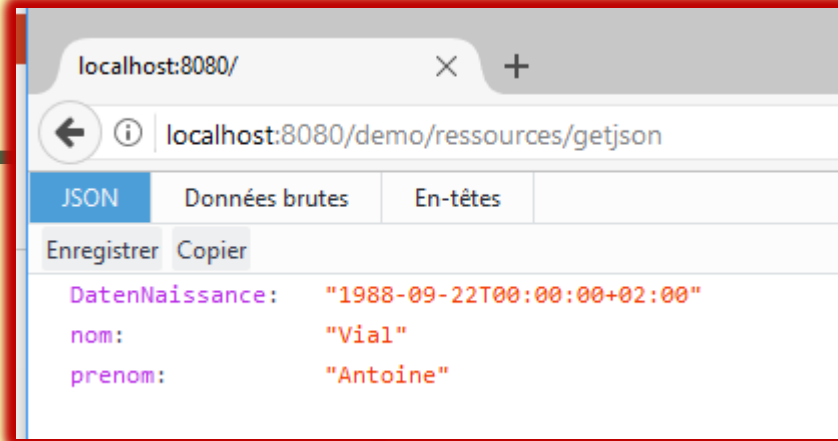 localhost:8080/
localhost:8080/demo/ressources/getjson
JSON Données brutes En-têtes
Enregistrer Copier
DatenNaissance: "1988-09-22T00:00:00+02:00"
nom: "Vial"
prenom: "Antoine"